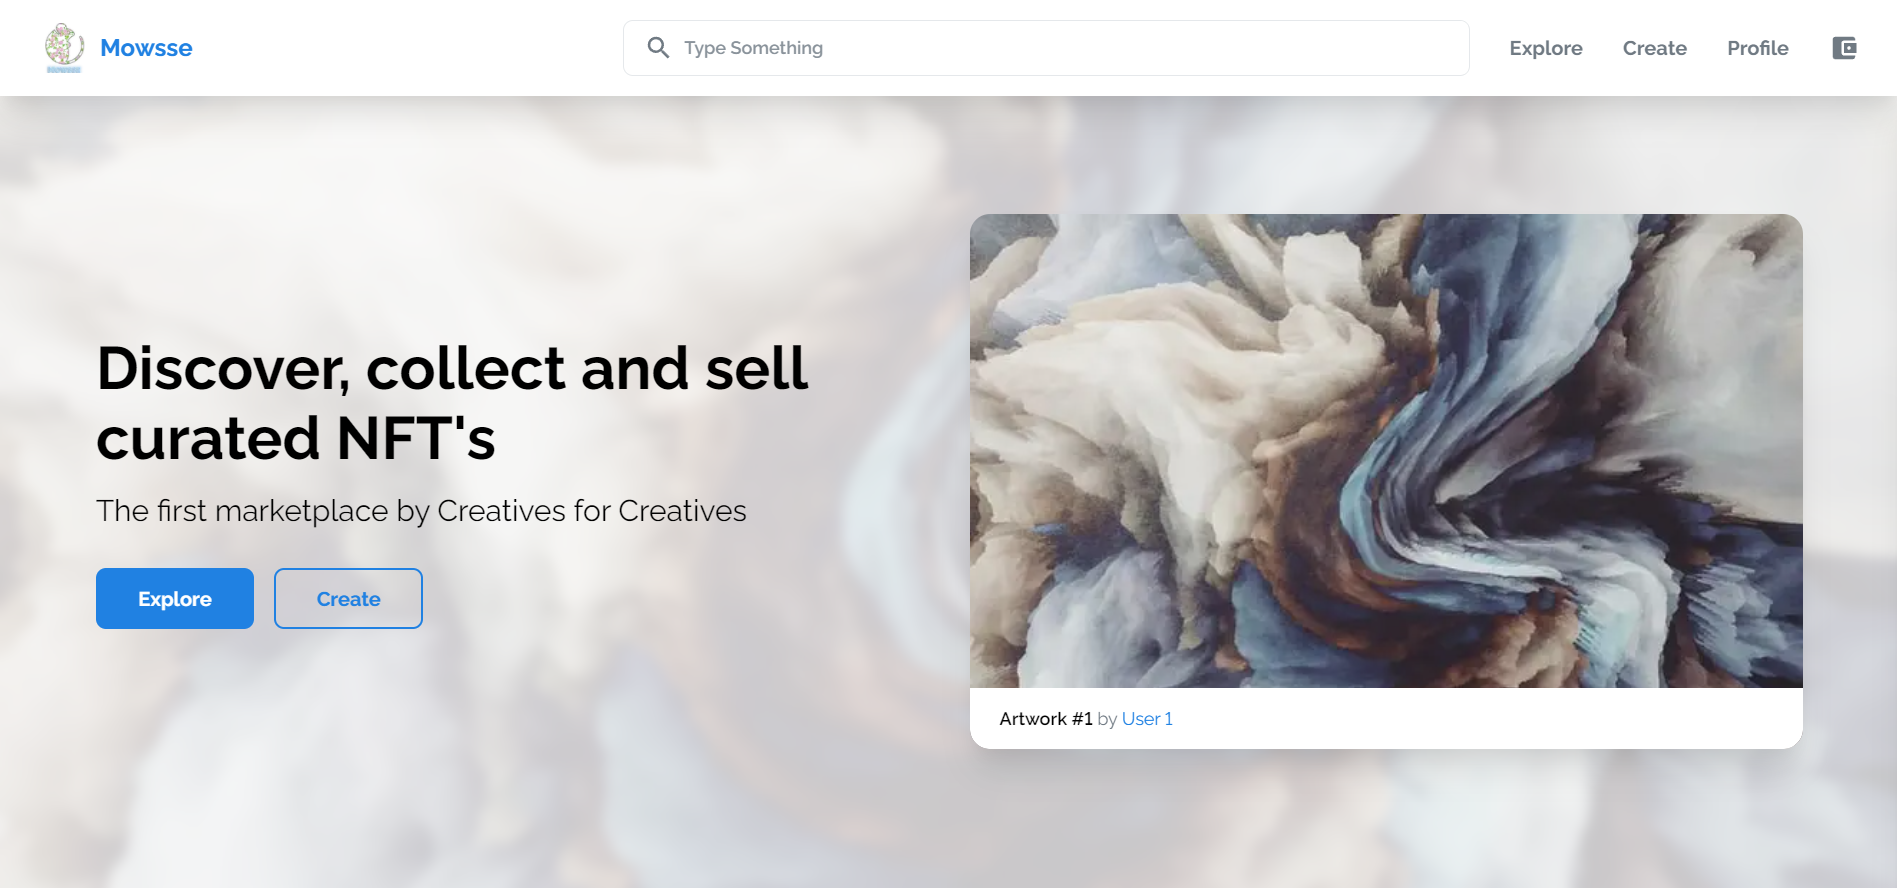 Mowsse
Type Something
Explore
Create
Profile
Discover, collect and sell
curated NFT's
The first marketplace by Creatives for Creatives
Explore
Create
Artwork #1 by User 1